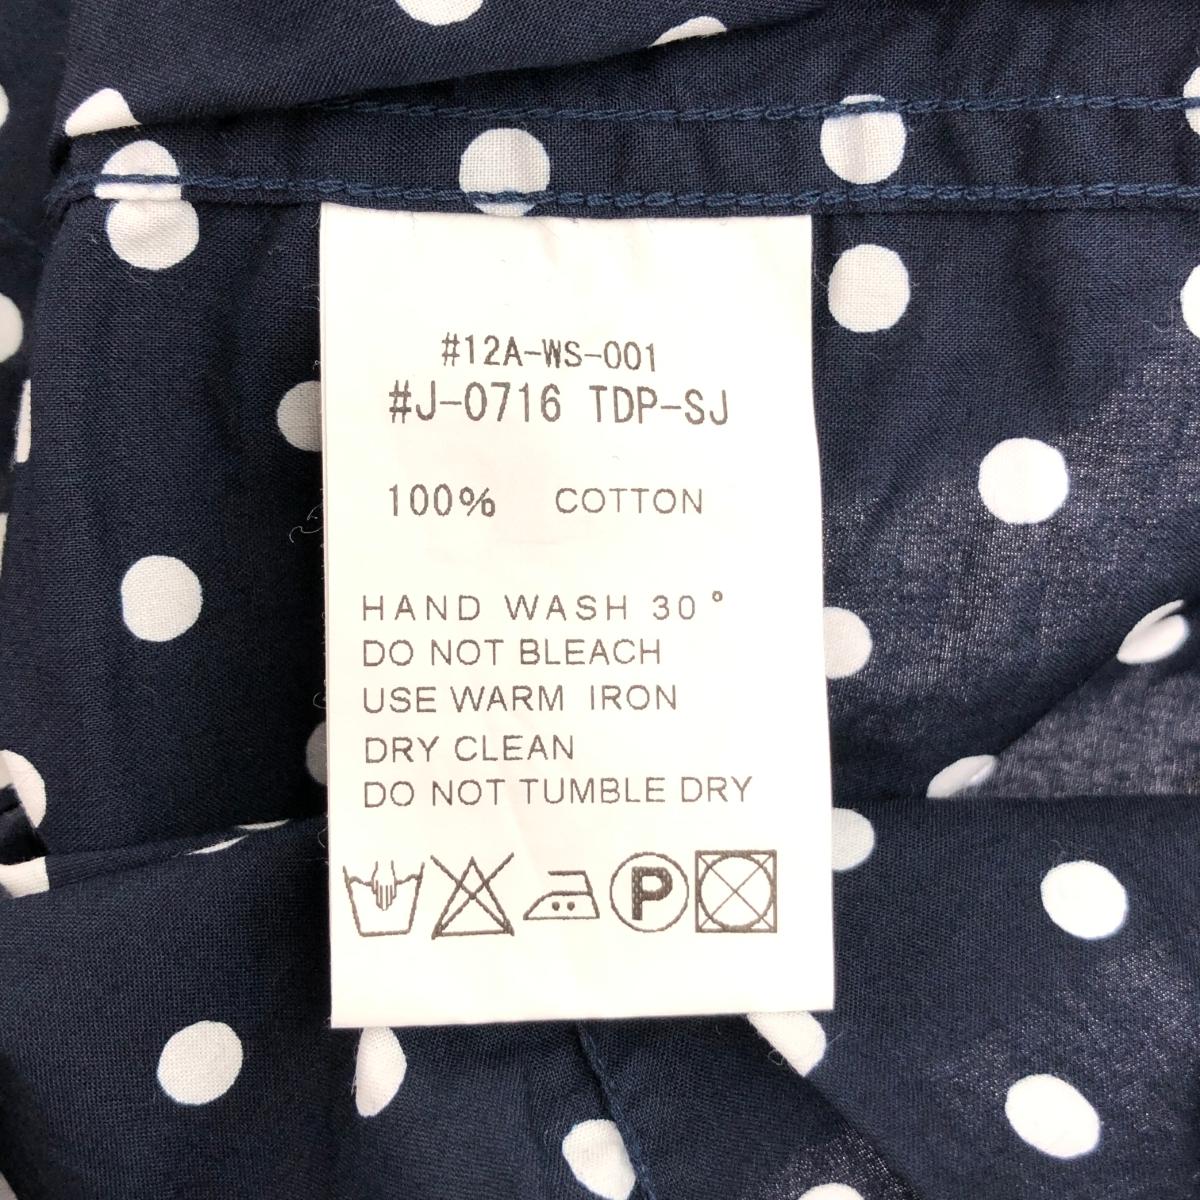 #12A-WS-001
#J-0716 TDP-SJ
100% COTTON
HAND WASH 30°
DO NOT BLEACH
USE WARM IRON
DRY CLEAN
DO NOT TUMBLE DRY
P